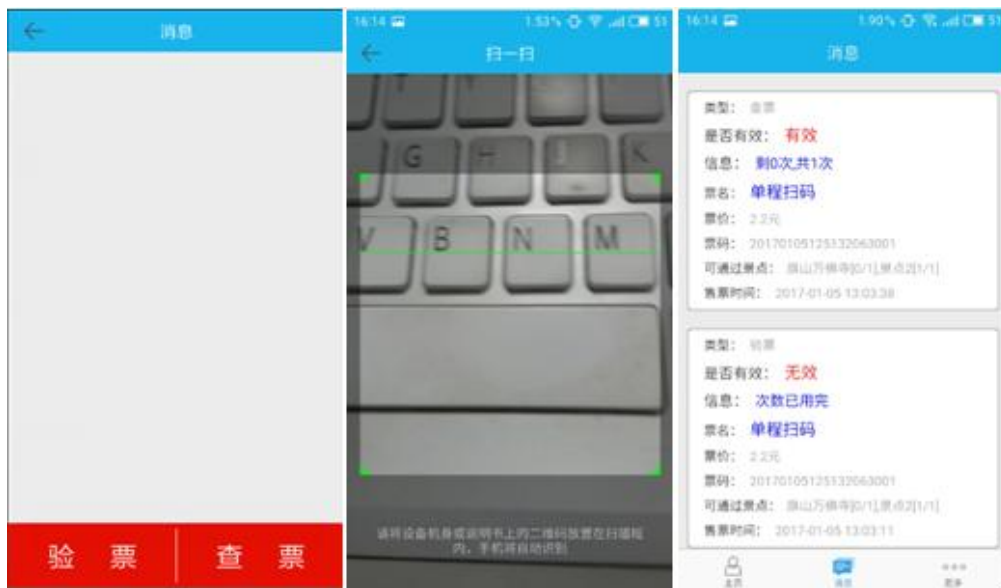 消息
验 票
查 票
16:14
1.53%
51
扫一扫
G
H
J
K
V
B
N
M
请将设备机身或说明书上的二维码放置在扫描框
内，手机将自动识别
16:14
1.90%
51
消息
类型： 查票
是否有效： 有效
信息： 剩0次,共1次
票名： 单程扫码
票价： 2.2元
票码： 20170105125132063001
可通过景点： 旗山万佛寺[0/1],景点2[1/1]
售票时间： 2017-01-05 13:03:38
类型： 验票
是否有效： 无效
信息： 次数已用完
票名： 单程扫码
票价： 2.2元
票码： 20170105125132063001
可通过景点： 旗山万佛寺[0/1],景点2[1/1]
售票时间： 2017-01-05 13:03:11
主页
消息
更多